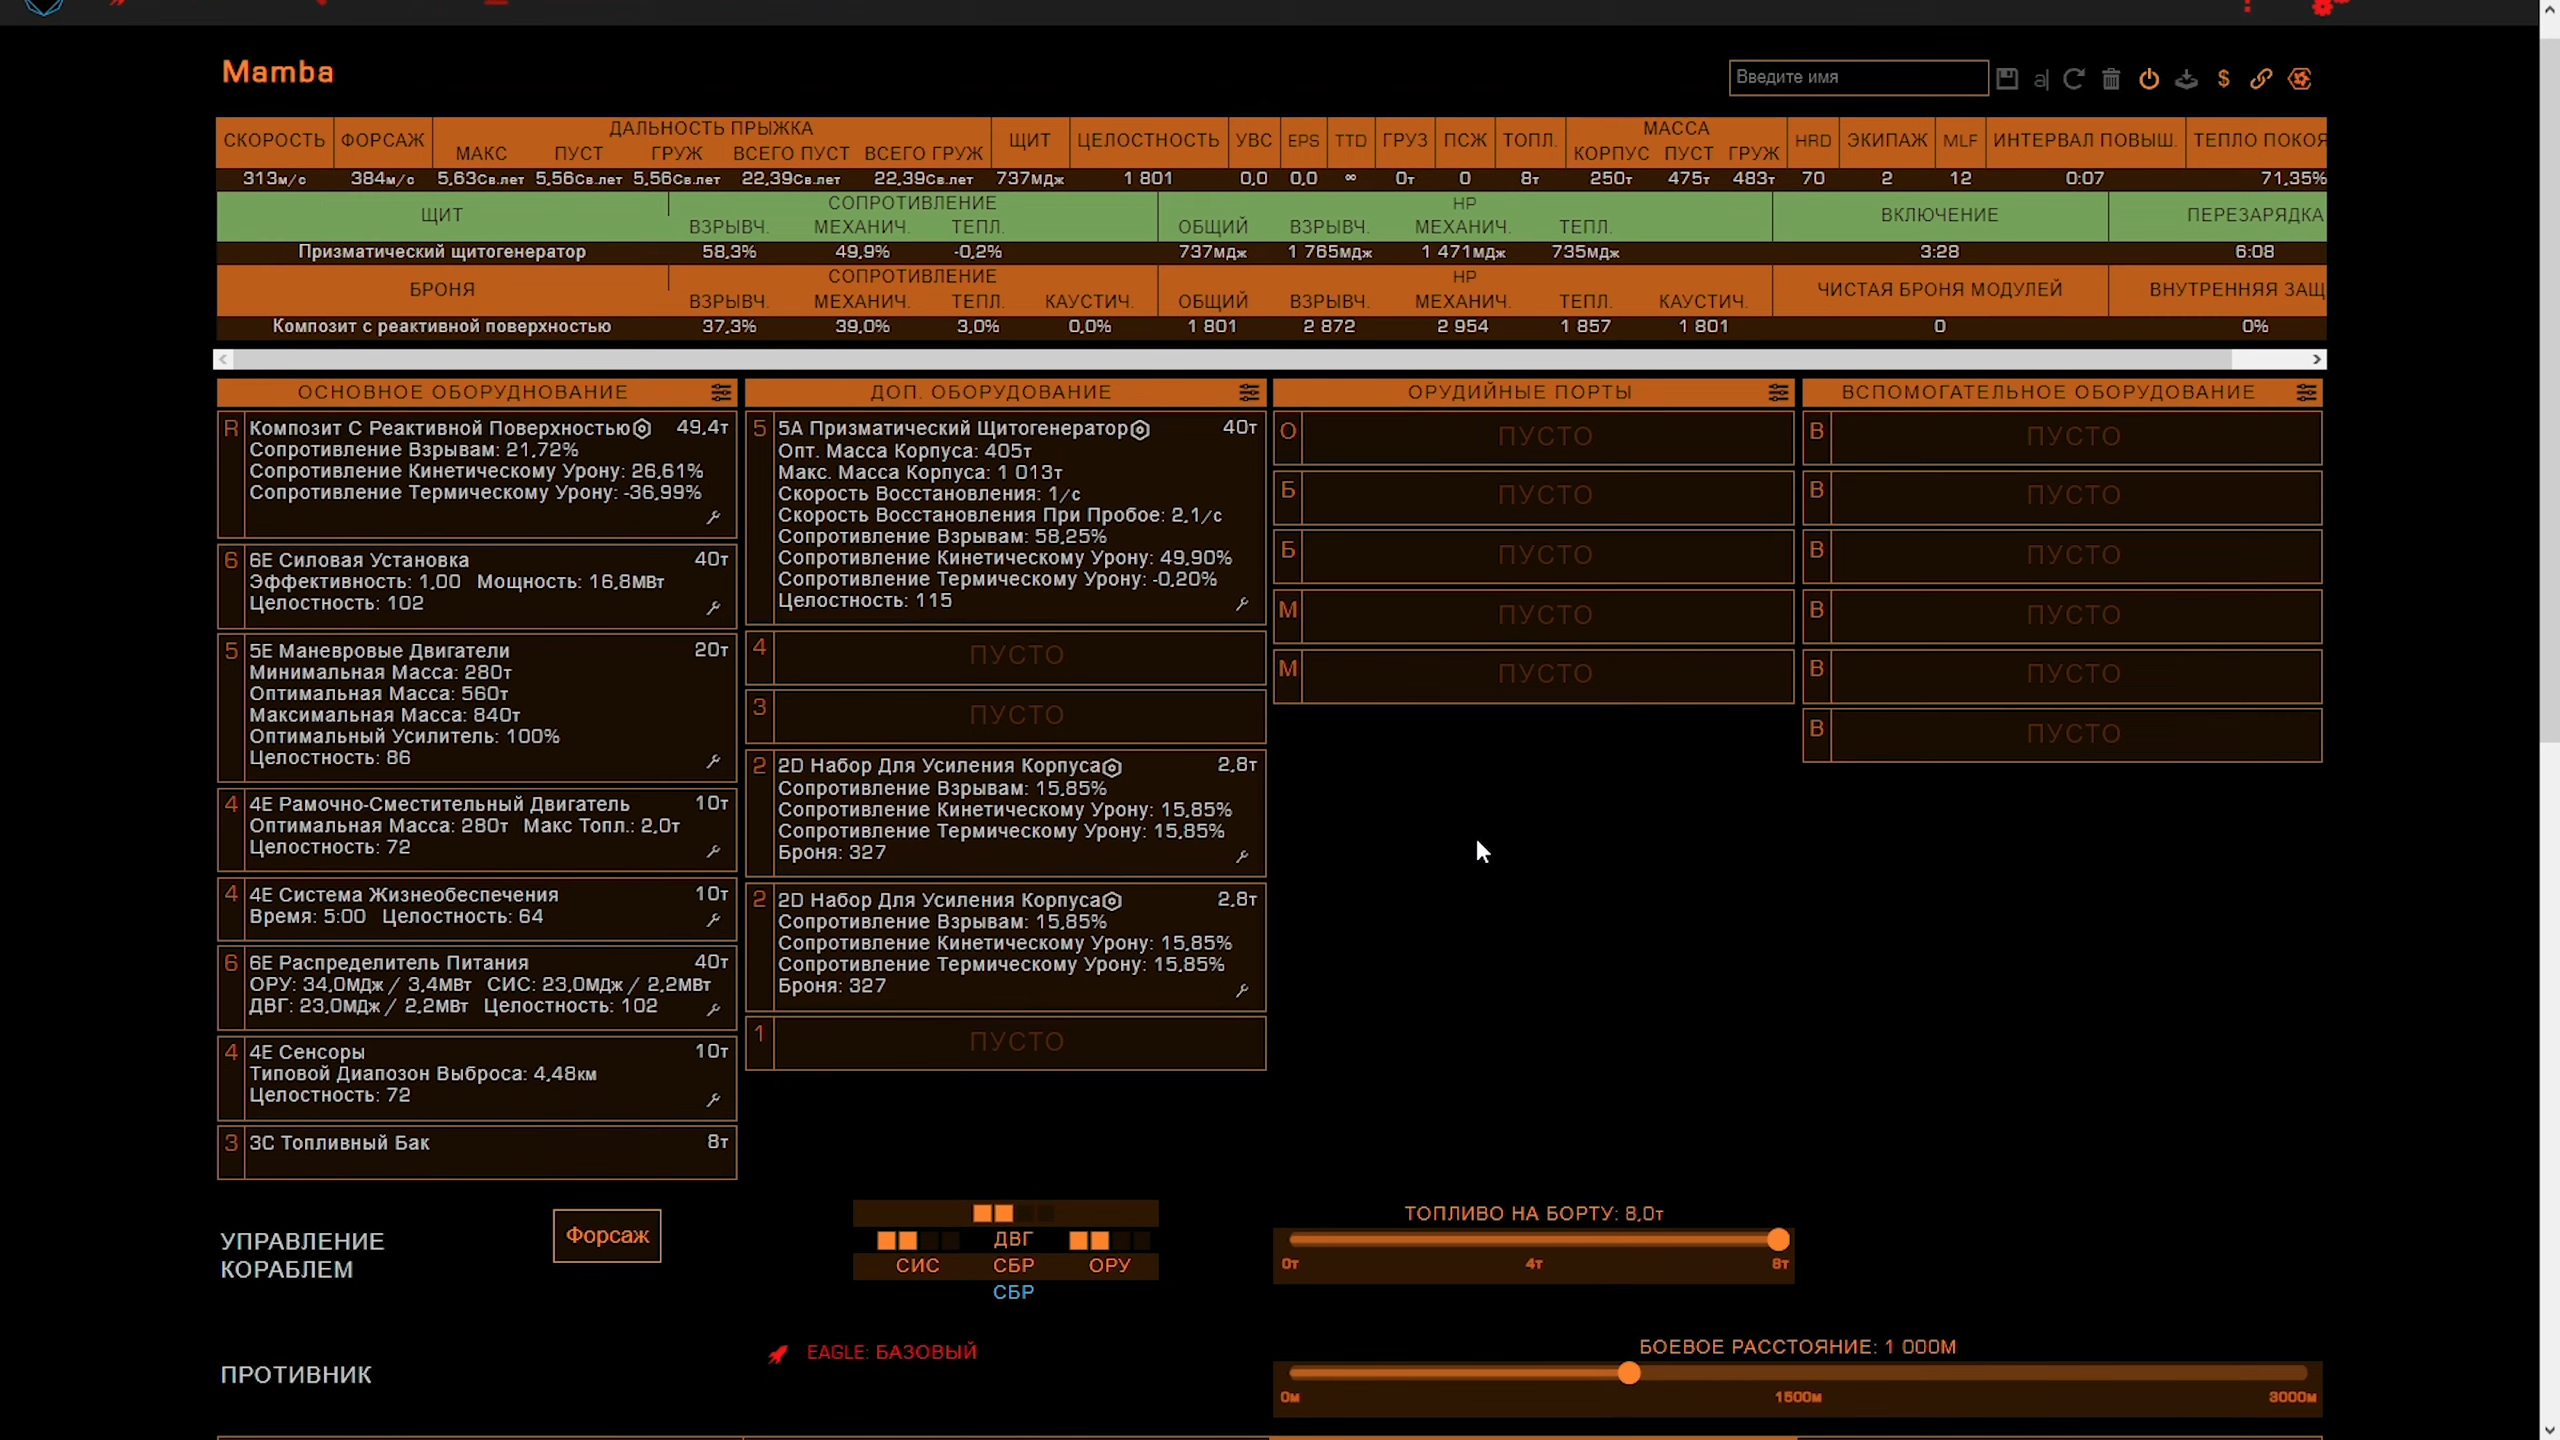 Mamba
Введите имя
a| $
СКОРОСТЬ ФОРСАЖ ДАЛЬНОСТЬ ПРЫЖКА ЩИТ ЦЕЛОСТНОСТЬ УВС EPS TTD ГРУЗ ПСЖ ТОПЛ. МАССА HRD ЭКИПАЖ MLF ИНТЕРВАЛ ПОВЫШ. ТЕПЛО ПОКОЯ
МАКС ПУСТ ГРУЖ ВСЕГО ПУСТ ВСЕГО ГРУЖ КОРПУС ПУСТ ГРУЖ
313м/с 384м/с 5,63Св.лет 5,56Св.лет 5,56Св.лет 22,39Св.лет 22,39Св.лет 737МДж 1 801 0,0 0,0 ∞ 0т 0 8т 250т 475т 483т 70 2 12 0:07 71,35%
ЩИТ СОПРОТИВЛЕНИЕ HP ВКЛЮЧЕНИЕ ПЕРЕЗАРЯДКА
ВЗРЫВЧ. МЕХАНИЧ. ТЕПЛ. ОБЩИЙ ВЗРЫВЧ. МЕХАНИЧ. ТЕПЛ.
Призматический щитогенератор 58,3% 49,9% -0,2% 737МДж 1 765МДж 1 471МДж 735МДж 3:28 6:08
БРОНЯ СОПРОТИВЛЕНИЕ HP ЧИСТАЯ БРОНЯ МОДУЛЕЙ ВНУТРЕННЯЯ ЗАЩ
ВЗРЫВЧ. МЕХАНИЧ. ТЕПЛ. КАУСТИЧ. ОБЩИЙ ВЗРЫВЧ. МЕХАНИЧ. ТЕПЛ. КАУСТИЧ.
Композит с реактивной поверхностью 37,3% 39,0% 3,0% 0,0% 1 801 2 872 2 954 1 857 1 801 0 0%
ОСНОВНОЕ ОБОРУДНОВАНИЕ
R Композит С Реактивной Поверхностью 49,4т
Сопротивление Взрывам: 21,72%
Сопротивление Кинетическому Урону: 26,61%
Сопротивление Термическому Урону: -36,99%
6 6E Силовая Установка 40т
Эффективность: 1,00 Мощность: 16,8МВт
Целостность: 102
5 5E Маневровые Двигатели 20т
Минимальная Масса: 280т
Оптимальная Масса: 560т
Максимальная Масса: 840т
Оптимальный Усилитель: 100%
Целостность: 86
4 4E Рамочно-Сместительный Двигатель 10т
Оптимальная Масса: 280т Макс Топл.: 2,0т
Целостность: 72
4 4E Система Жизнеобеспечения 10т
Время: 5:00 Целостность: 64
6 6E Распределитель Питания 40т
ОРУ: 34,0МДж / 3,4МВт СИС: 23,0МДж / 2,2МВт
ДВГ: 23,0МДж / 2,2МВт Целостность: 102
4 4E Сенсоры 10т
Типовой Диапозон Выброса: 4,48км
Целостность: 72
3 3C Топливный Бак 8т
ДОП. ОБОРУДОВАНИЕ
5 5A Призматический Щитогенератор 40т
Опт. Масса Корпуса: 405т
Макс. Масса Корпуса: 1 013т
Скорость Восстановления: 1/с
Скорость Восстановления При Пробое: 2,1/с
Сопротивление Взрывам: 58,25%
Сопротивление Кинетическому Урону: 49,90%
Сопротивление Термическому Урону: -0,20%
Целостность: 115
4 ПУСТО
3 ПУСТО
2 2D Набор Для Усиления Корпуса 2,8т
Сопротивление Взрывам: 15,85%
Сопротивление Кинетическому Урону: 15,85%
Сопротивление Термическому Урону: 15,85%
Броня: 327
2 2D Набор Для Усиления Корпуса 2,8т
Сопротивление Взрывам: 15,85%
Сопротивление Кинетическому Урону: 15,85%
Сопротивление Термическому Урону: 15,85%
Броня: 327
1 ПУСТО
ОРУДИЙНЫЕ ПОРТЫ
О ПУСТО
Б ПУСТО
Б ПУСТО
М ПУСТО
М ПУСТО
ВСПОМОГАТЕЛЬНОЕ ОБОРУДОВАНИЕ
В ПУСТО
В ПУСТО
В ПУСТО
В ПУСТО
В ПУСТО
В ПУСТО
УПРАВЛЕНИЕ
КОРАБЛЕМ
Форсаж
ДВГ
СИС СБР ОРУ
СБР
ТОПЛИВО НА БОРТУ: 8,0т
0т 4т 8т
ПРОТИВНИК
EAGLE: БАЗОВЫЙ
БОЕВОЕ РАССТОЯНИЕ: 1 000М
0м 1500м 3000м